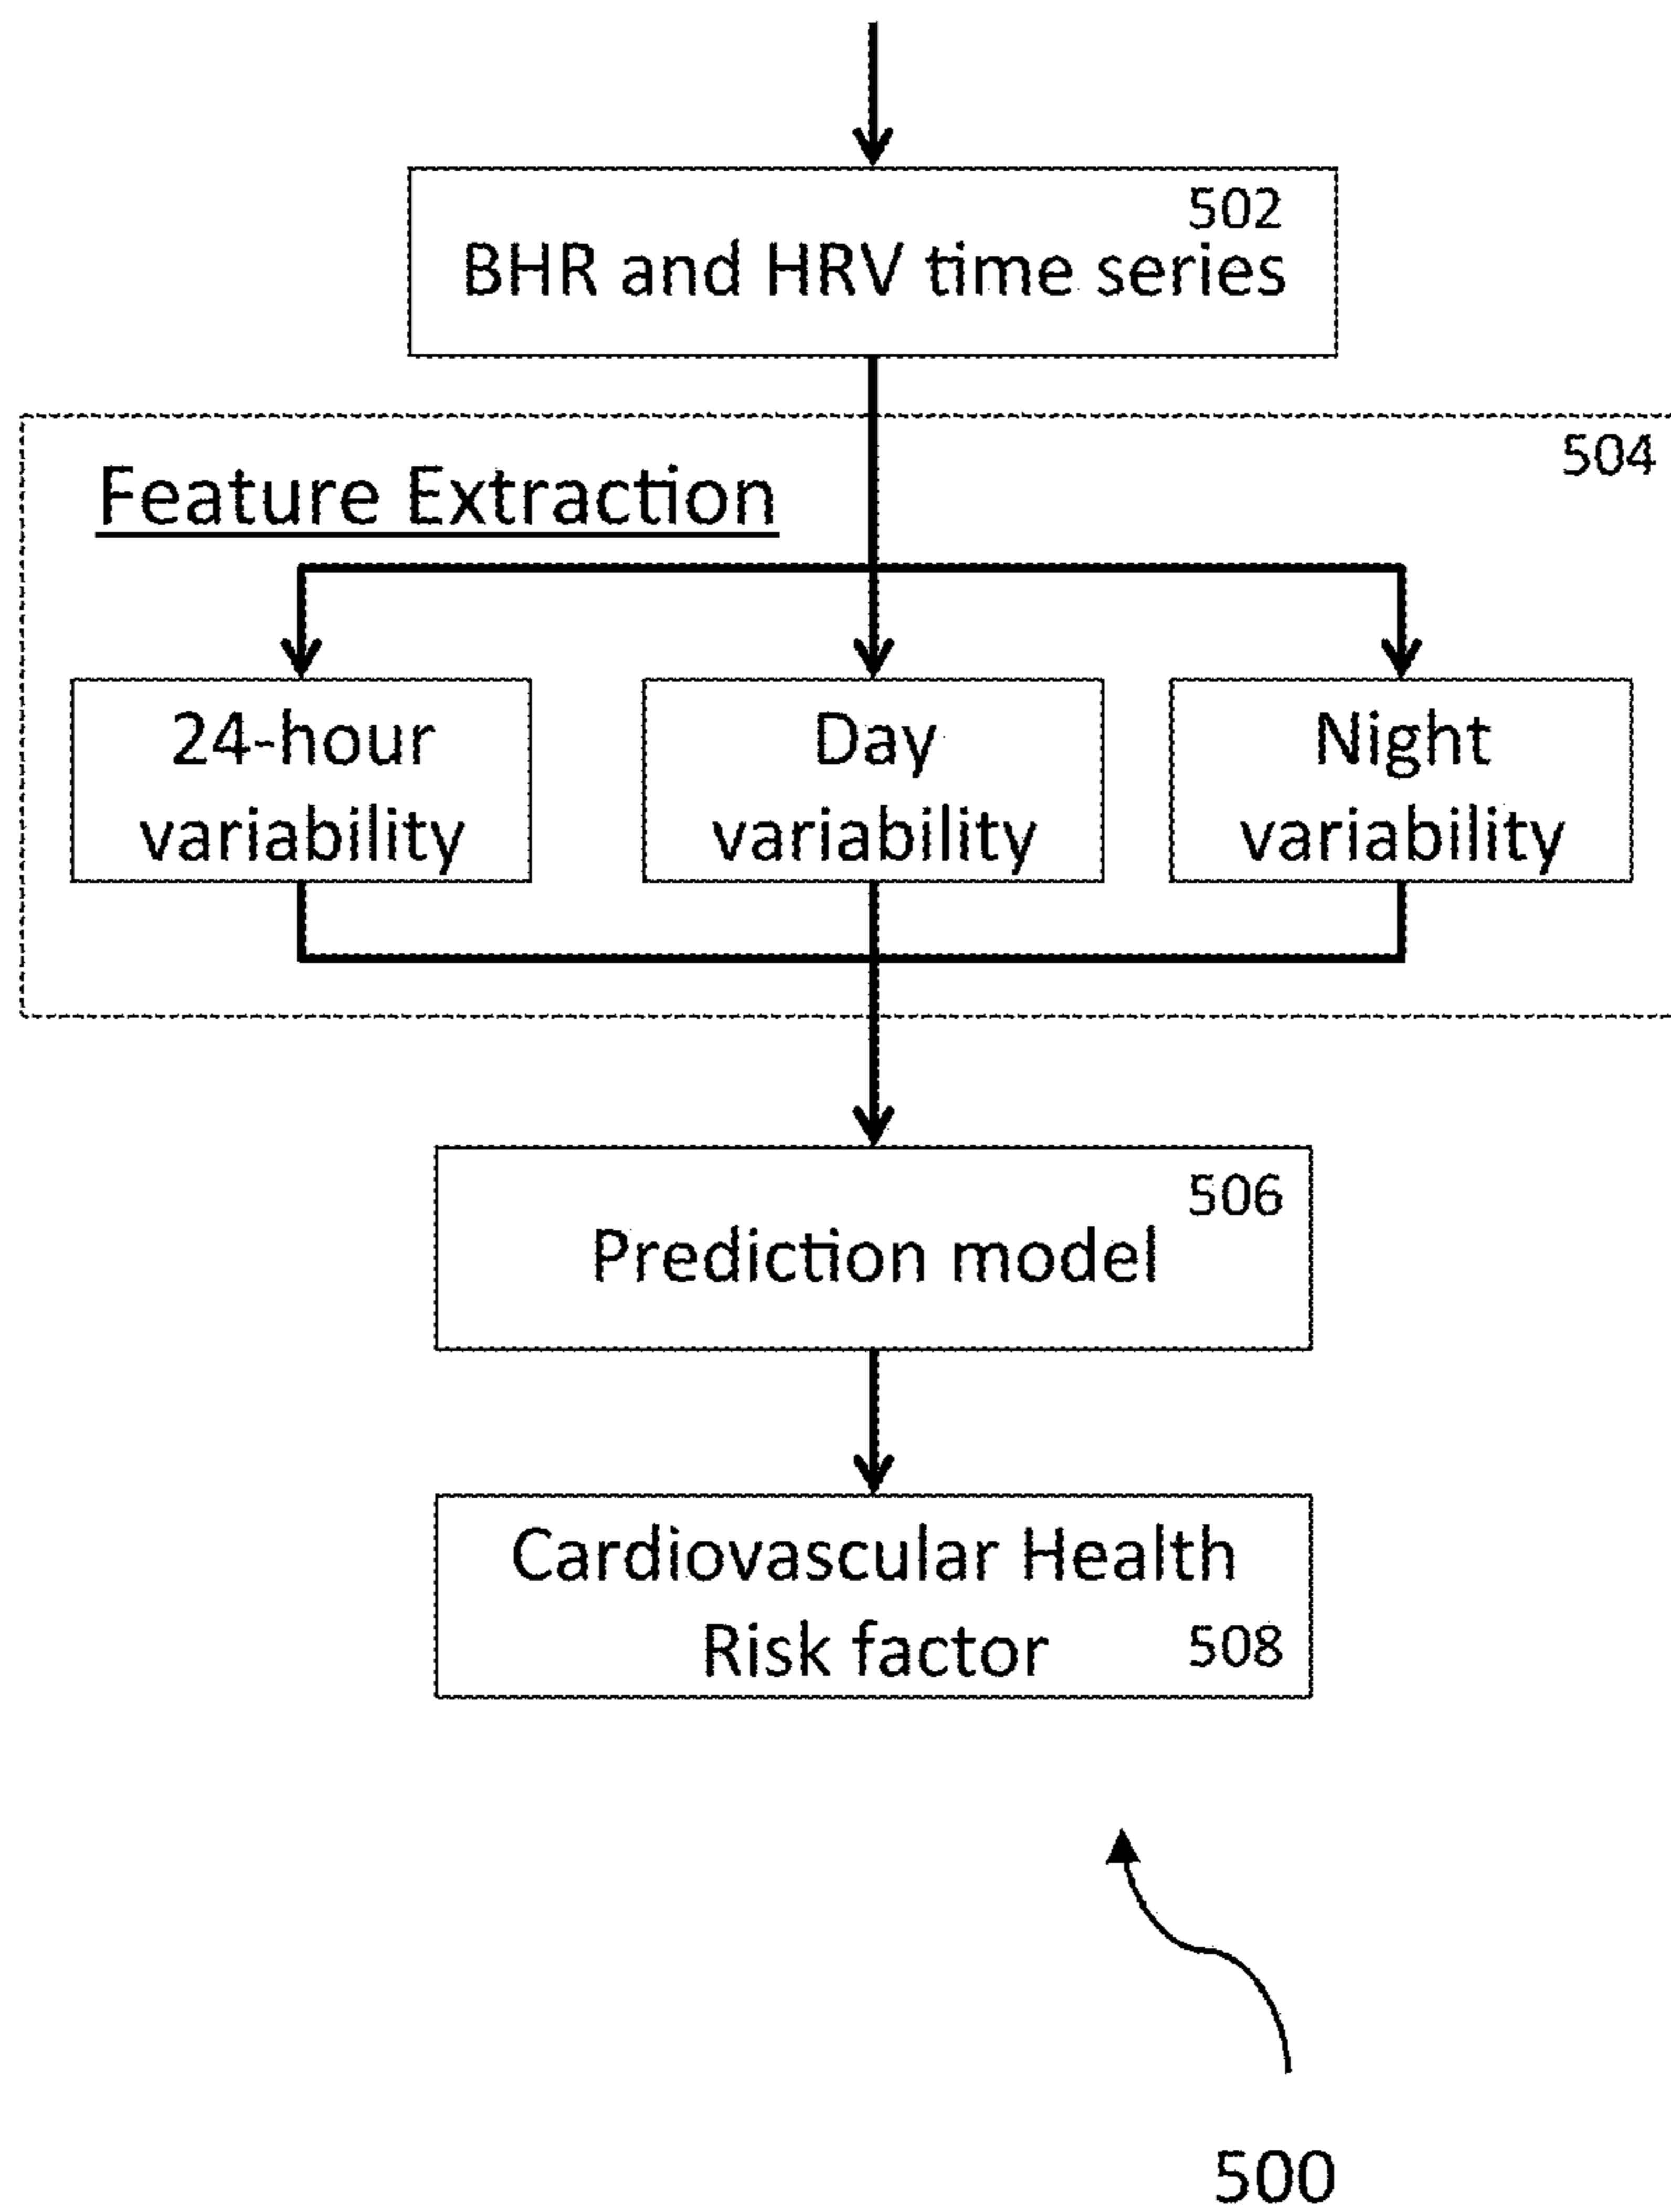 502
BHR and HRV time series
504
Feature Extraction
24-hour
variability
Day
variability
Night
variability
506
Prediction model
Cardiovascular Health
Risk factor 508
500